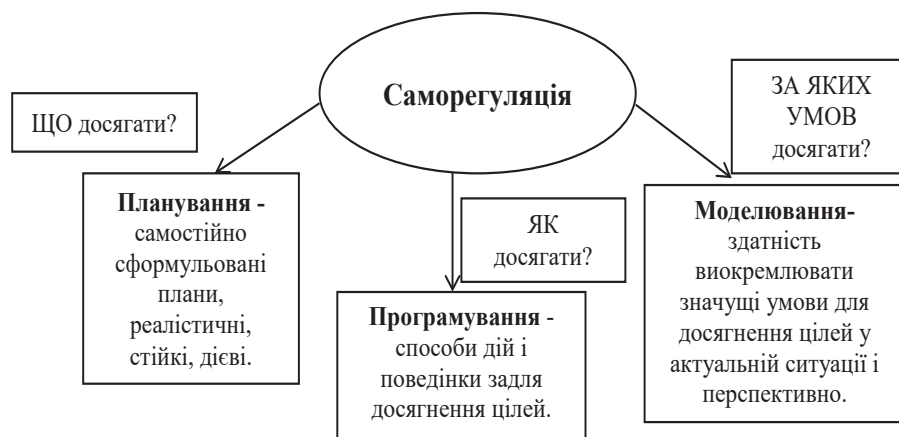 Саморегуляція
ЩО досягати?
Планування -
самостійно
сформульовані
плани,
реалістичні,
стійкі, дієві.
ЯК
досягати?
Програмування -
способи дій і
поведінки задля
досягнення цілей.
ЗА ЯКИХ
УМОВ
досягати?
Моделювання-
здатність
виокремлювати
значущі умови для
досягнення цілей у
актуальній ситуації і
перспективно.